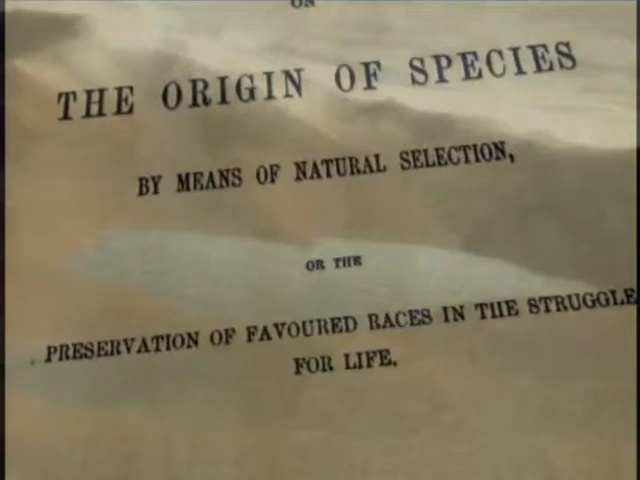 ON
THE ORIGIN OF SPECIES
BY MEANS OF NATURAL SELECTION,
OR THE
PRESERVATION OF FAVOURED RACES IN THE STRUGGLE
FOR LIFE.